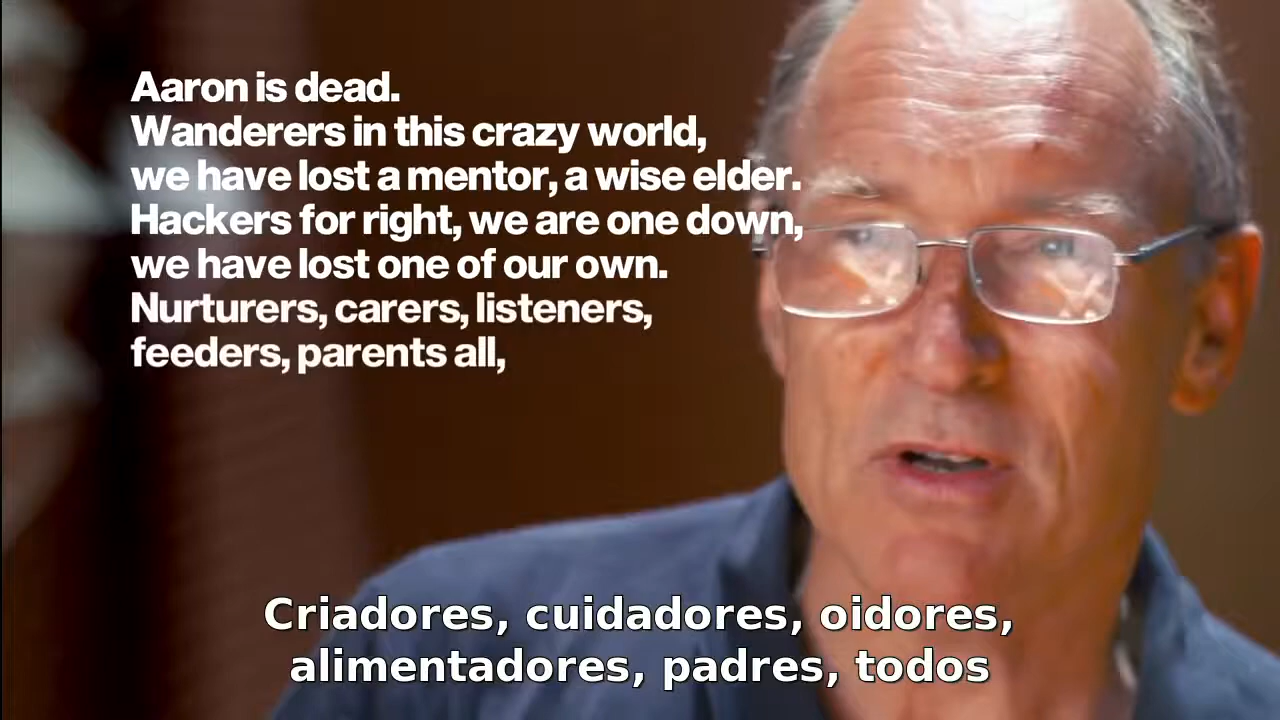 Aaron is dead.
Wanderers in this crazy world,
we have lost a mentor, a wise elder.
Hackers for right, we are one down,
we have lost one of our own.
Nurturers, carers, listeners,
feeders, parents all,
Criadores, cuidadores, oidores,
alimentadores, padres, todos